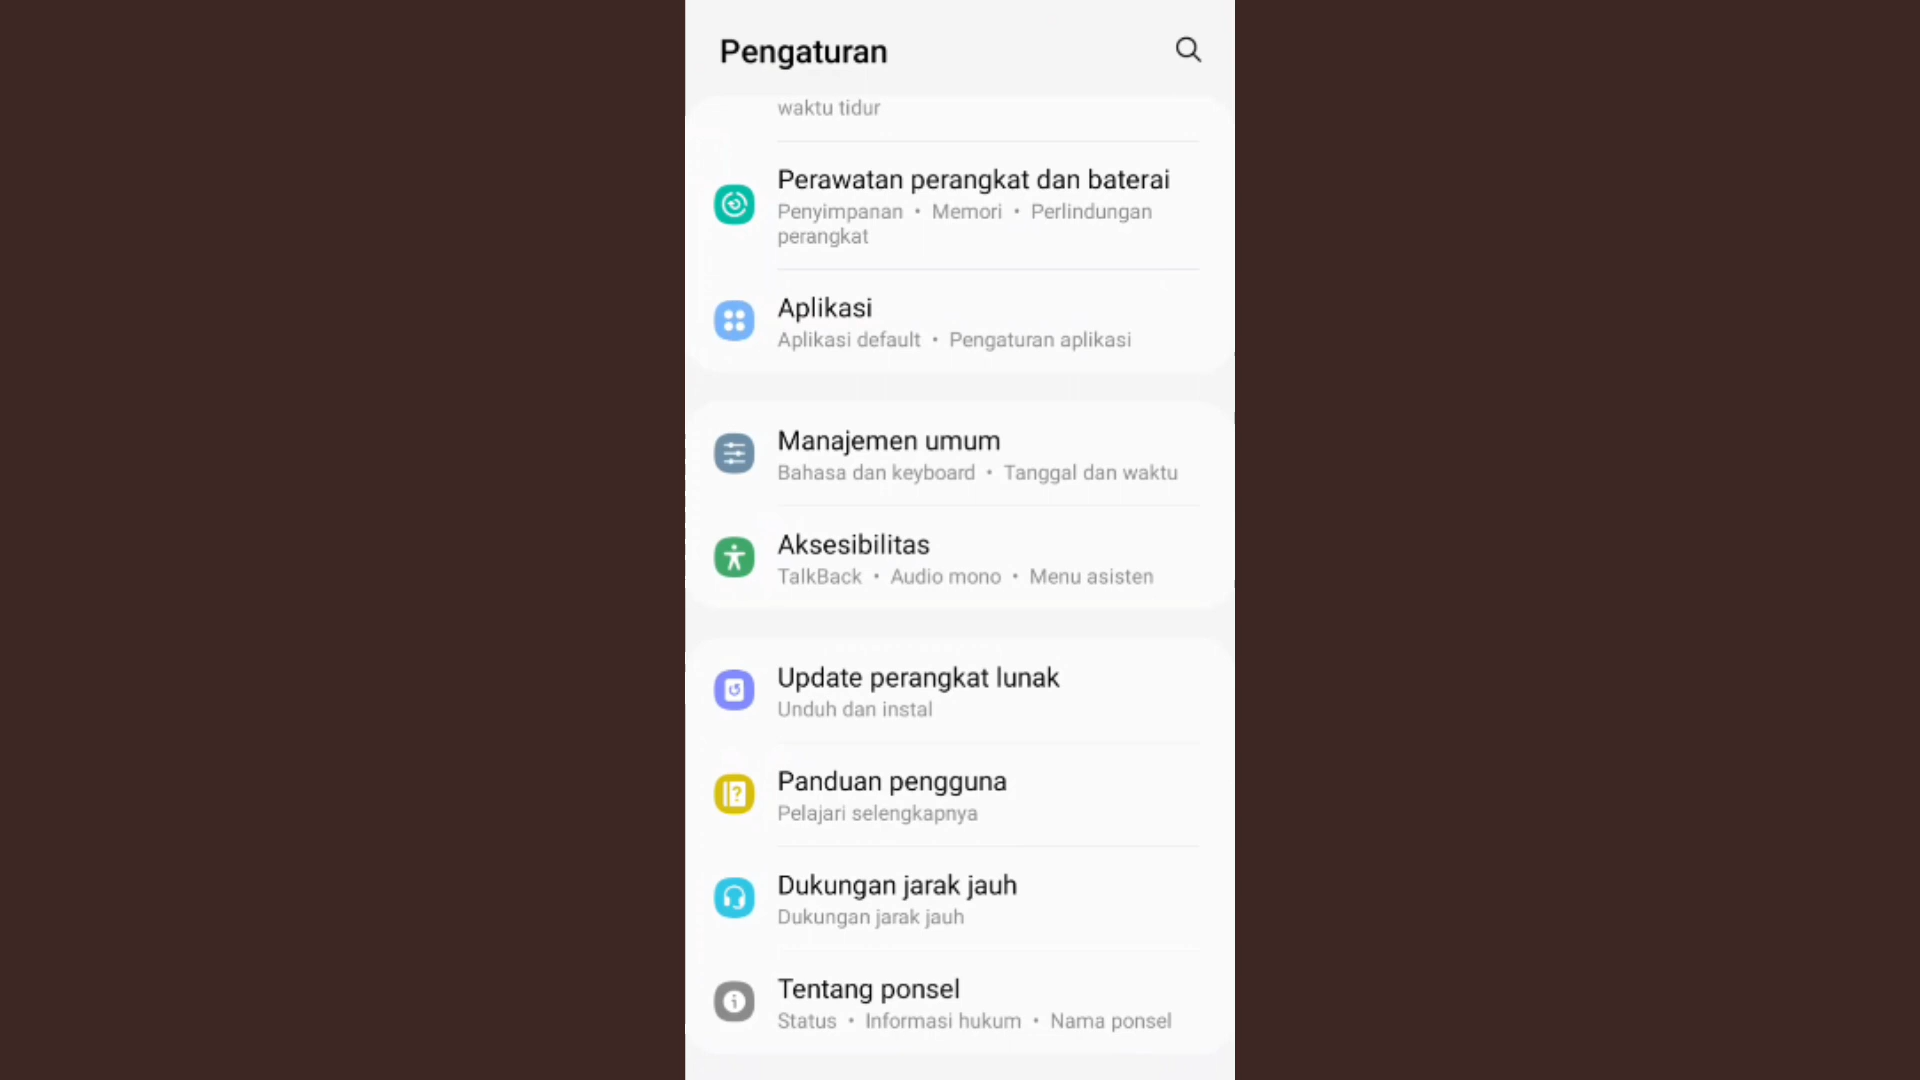 Pengaturan
waktu tidur
Perawatan perangkat dan baterai
Penyimpanan • Memori • Perlindungan
perangkat
Aplikasi
Aplikasi default • Pengaturan aplikasi
Manajemen umum
Bahasa dan keyboard • Tanggal dan waktu
Aksesibilitas
TalkBack • Audio mono • Menu asisten
Update perangkat lunak
Unduh dan instal
Panduan pengguna
Pelajari selengkapnya
Dukungan jarak jauh
Dukungan jarak jauh
Tentang ponsel
Status • Informasi hukum • Nama ponsel